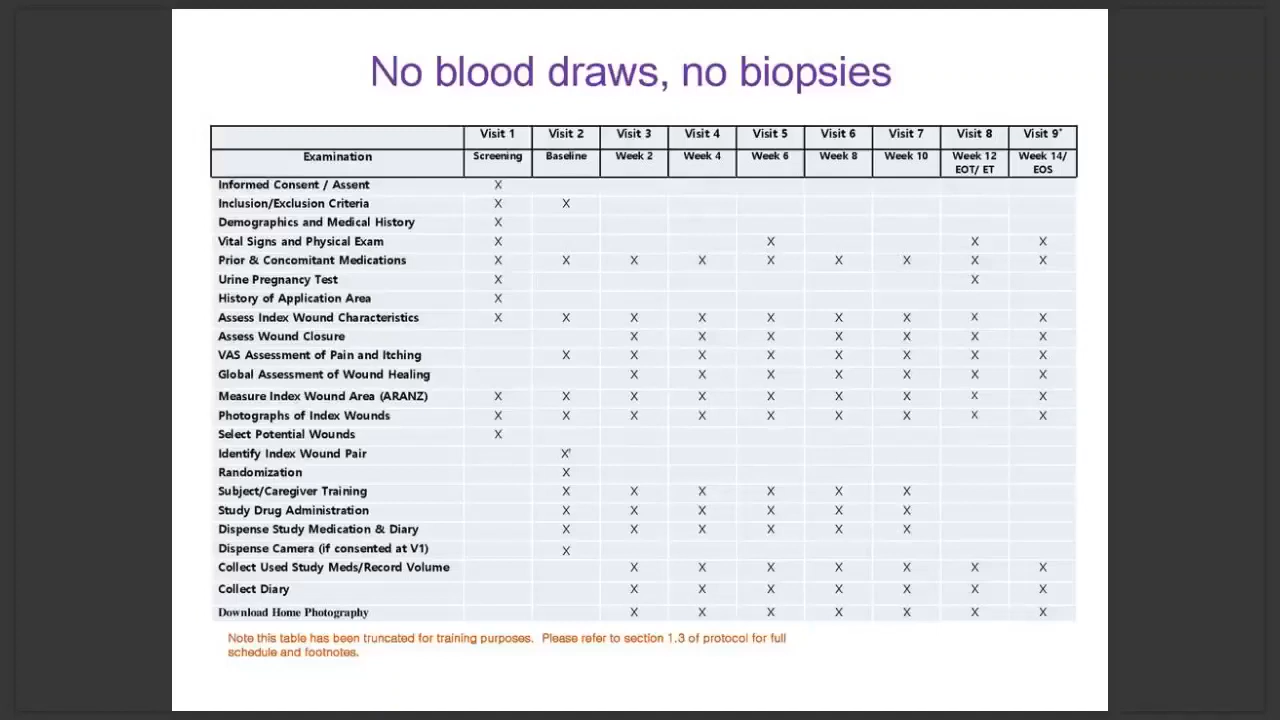 No blood draws, no biopsies
Visit 1 Visit 2 Visit 3 Visit 4 Visit 5 Visit 6 Visit 7 Visit 8 Visit 9*
Examination Screening Baseline Week 2 Week 4 Week 6 Week 8 Week 10 Week 12 Week 14/
EOT/ ET EOS
Informed Consent / Assent X
Inclusion/Exclusion Criteria X X
Demographics and Medical History X
Vital Signs and Physical Exam X X X X
Prior & Concomitant Medications X X X X X X X X X
Urine Pregnancy Test X X
History of Application Area X
Assess Index Wound Characteristics X X X X X X X X X
Assess Wound Closure X X X X X X X
VAS Assessment of Pain and Itching X X X X X X X X
Global Assessment of Wound Healing X X X X X X X
Measure Index Wound Area (ARANZ) X X X X X X X X X
Photographs of Index Wounds X X X X X X X X X
Select Potential Wounds X
Identify Index Wound Pair X†
Randomization X
Subject/Caregiver Training X X X X X X
Study Drug Administration X X X X X X
Dispense Study Medication & Diary X X X X X X
Dispense Camera (if consented at V1) X
Collect Used Study Meds/Record Volume X X X X X X X
Collect Diary X X X X X X X
Download Home Photography X X X X X X X
Note this table has been truncated for training purposes. Please refer to section 1.3 of protocol for full
schedule and footnotes.